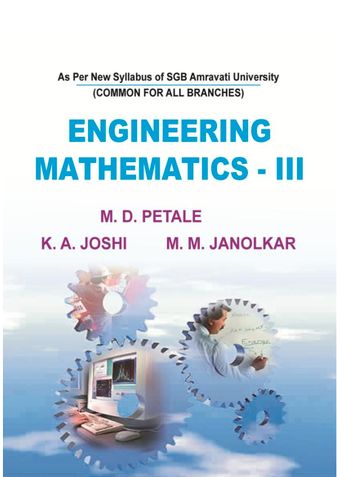 As Per New Syllabus of SGB Amravati University
(COMMON FOR ALL BRANCHES)
ENGINEERING
MATHEMATICS - III
M. D. PETALE
K. A. JOSHI M. M. JANOLKAR